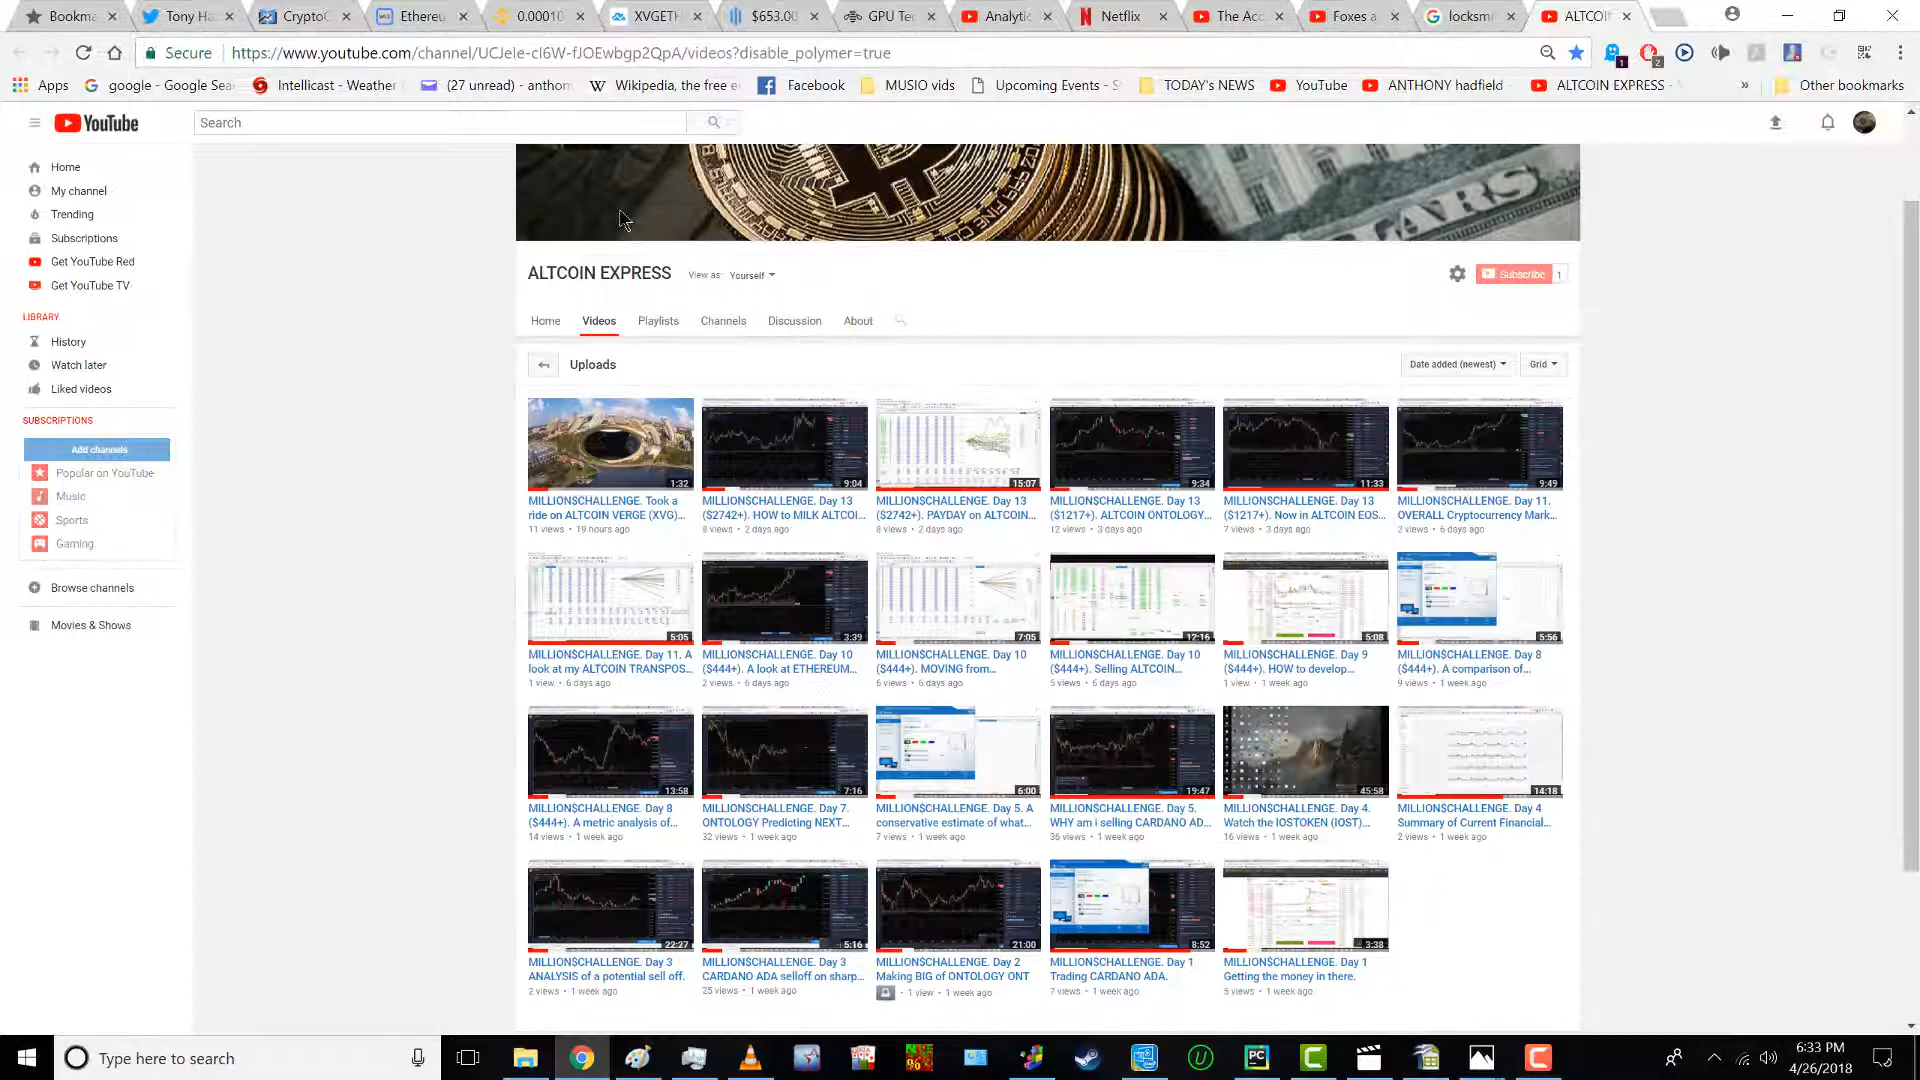 Bookma
Tony Ha
CryptoC
Ethereu
0.00010
XVGETH
$653.00
GPU Tec
Analytic
Netflix
The Acc
Foxes a
locksmi
ALTCOIN
Secure
https://www.youtube.com/channel/UCJele-cI6W-fJOEwbgp2QpA/videos?disable_polymer=true
Apps
google - Google Sea
Intellicast - Weather
(27 unread) - anthon
Wikipedia, the free e
Facebook
MUSIO vids
Upcoming Events - S
TODAY's NEWS
YouTube
ANTHONY hadfield
ALTCOIN EXPRESS -
»
Other bookmarks
YouTube
Search
Home
My channel
Trending
Subscriptions
Get YouTube Red
Get YouTube TV
LIBRARY
History
Watch later
Liked videos
SUBSCRIPTIONS
Add channels
Popular on YouTube
Music
Sports
Gaming
Browse channels
Movies & Shows
ALTCOIN EXPRESS View as: Yourself
Subscribe 1
Home Videos Playlists Channels Discussion About
Uploads
Date added (newest) Grid
1:32
MILLION$CHALLENGE. Took a
ride on ALTCOIN VERGE (XVG)...
11 views • 19 hours ago
9:04
MILLION$CHALLENGE. Day 13
($2742+). HOW to MILK ALTCOI...
8 views • 2 days ago
15:07
MILLION$CHALLENGE. Day 13
($2742+). PAYDAY on ALTCOIN...
8 views • 2 days ago
9:34
MILLION$CHALLENGE. Day 13
($1217+). ALTCOIN ONTOLOGY...
12 views • 3 days ago
11:33
MILLION$CHALLENGE. Day 13
($1217+). Now in ALTCOIN EOS...
7 views • 3 days ago
9:49
MILLION$CHALLENGE. Day 11.
OVERALL Cryptocurrency Mark...
2 views • 6 days ago
5:05
MILLION$CHALLENGE. Day 11. A
look at my ALTCOIN TRANSPOS...
1 view • 6 days ago
3:39
MILLION$CHALLENGE. Day 10
($444+). A look at ETHEREUM...
2 views • 6 days ago
7:05
MILLION$CHALLENGE. Day 10
($444+). MOVING from...
6 views • 6 days ago
12:16
MILLION$CHALLENGE. Day 10
($444+). Selling ALTCOIN...
5 views • 6 days ago
5:08
MILLION$CHALLENGE. Day 9
($444+). HOW to develop...
1 view • 1 week ago
5:56
MILLION$CHALLENGE. Day 8
($444+). A comparison of...
9 views • 1 week ago
13:58
MILLION$CHALLENGE. Day 8
($444+). A metric analysis of...
14 views • 1 week ago
7:16
MILLION$CHALLENGE. Day 7.
ONTOLOGY Predicting NEXT...
32 views • 1 week ago
6:00
MILLION$CHALLENGE. Day 5. A
conservative estimate of what...
7 views • 1 week ago
19:47
MILLION$CHALLENGE. Day 5.
WHY am i selling CARDANO AD...
36 views • 1 week ago
45:58
MILLION$CHALLENGE. Day 4.
Watch the IOSTOKEN (IOST)...
16 views • 1 week ago
14:18
MILLION$CHALLENGE. Day 4
Summary of Current Financial...
2 views • 1 week ago
22:27
MILLION$CHALLENGE. Day 3
ANALYSIS of a potential sell off.
2 views • 1 week ago
5:16
MILLION$CHALLENGE. Day 3
CARDANO ADA selloff on sharp...
25 views • 1 week ago
21:00
MILLION$CHALLENGE. Day 2
Making BIG of ONTOLOGY ONT
• 1 view • 1 week ago
8:52
MILLION$CHALLENGE. Day 1
Trading CARDANO ADA.
7 views • 1 week ago
3:38
MILLION$CHALLENGE. Day 1
Getting the money in there.
5 views • 1 week ago
Type here to search
6:33 PM
4/26/2018